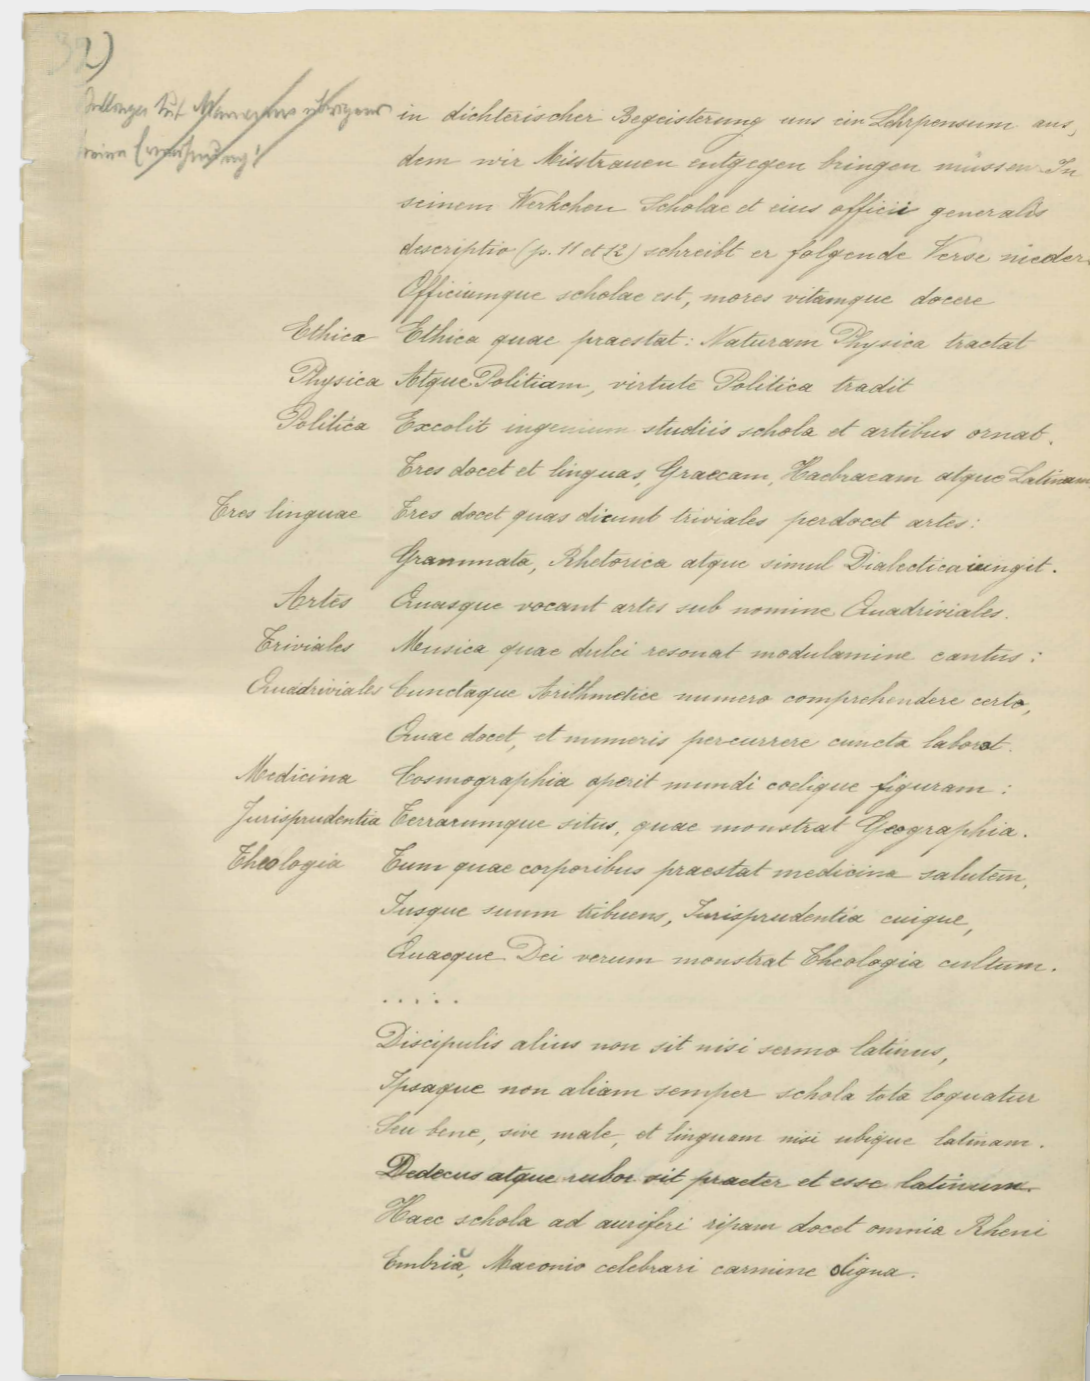 32)
tut übrigens
keine Erwähnung!
in dichterischer Begeisterung uns ein Lehrpensum aus,
dem wir Misstrauen entgegen bringen müssen. In
seinem Werkchen Scholae et eius officii generalis
descriptio (p. 11 et 12) schreibt er folgende Verse nieder:
Officiumque scholae est, mores vitamque docere
Ethica Ethica quae praestat: Naturam Physica tractat
Physica Atque Politiam, virtute Politica tradit
Politica Excolit ingenium studiis schola et artibus ornat.
Tres docet et linguas, Graecam, Haebraeam atque Latinam
Tres linguae Tres docet quas dicunt triviales perdocet artes:
Grammata, Rhetorica atque simul Dialectica iungit.
Artes Quasque vocant artes sub nomine Quadriviales.
Triviales Musica quae dulci resonat modulamine cantus:
Quadriviales Cunctaque Arithmetice numero comprehendere certo,
Quae docet, et numeris percurrere cuncta laborat.
Medicina Cosmographia aperit mundi coelique figuram:
Jurisprudentia Terrarumque situs, quae monstrat Geographia.
Theologia Tum quae corporibus praestat medicina salutem,
Jusque suum tribuens, Jurisprudentia cuique,
Quaeque Dei verum monstrat Theologia cultum.
.....
Discipulis alius non sit nisi sermo latinus,
Ipsaque non aliam semper schola tota loquatur
Seu bene, sive male, et linguam nisi ubique latinam.
Dedecus atque rubor sit praeter et esse latinum.
Haec schola ad auriferi ripam docet omnia Rheni
Embriă, Maeonio celebrari carmine digna.